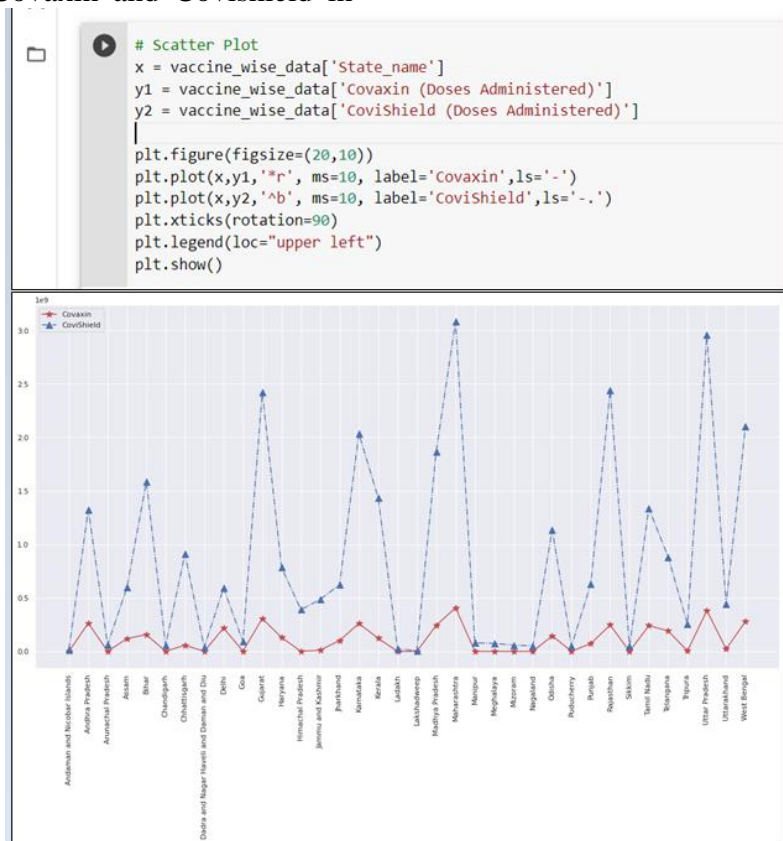 Covaxin and Covishield in
# Scatter Plot
x = vaccine_wise_data['State_name']
y1 = vaccine_wise_data['Covaxin (Doses Administered)']
y2 = vaccine_wise_data['CoviShield (Doses Administered)']
plt.figure(figsize=(20,10))
plt.plot(x,y1,'*r', ms=10, label='Covaxin',ls='-')
plt.plot(x,y2,'^b', ms=10, label='CoviShield',ls='-.')
plt.xticks(rotation=90)
plt.legend(loc="upper left")
plt.show()
1e9
Covaxin
CoviShield
3.0
2.5
2.0
1.5
1.0
0.5
0.0
Andaman and Nicobar Islands
Andhra Pradesh
Arunachal Pradesh
Assam
Bihar
Chandigarh
Chhattisgarh
Dadra and Nagar Haveli and Daman and Diu
Delhi
Goa
Gujarat
Haryana
Himachal Pradesh
Jammu and Kashmir
Jharkhand
Karnataka
Kerala
Ladakh
Lakshadweep
Madhya Pradesh
Maharashtra
Manipur
Meghalaya
Mizoram
Nagaland
Odisha
Puducherry
Punjab
Rajasthan
Sikkim
Tamil Nadu
Telangana
Tripura
Uttar Pradesh
Uttarakhand
West Bengal